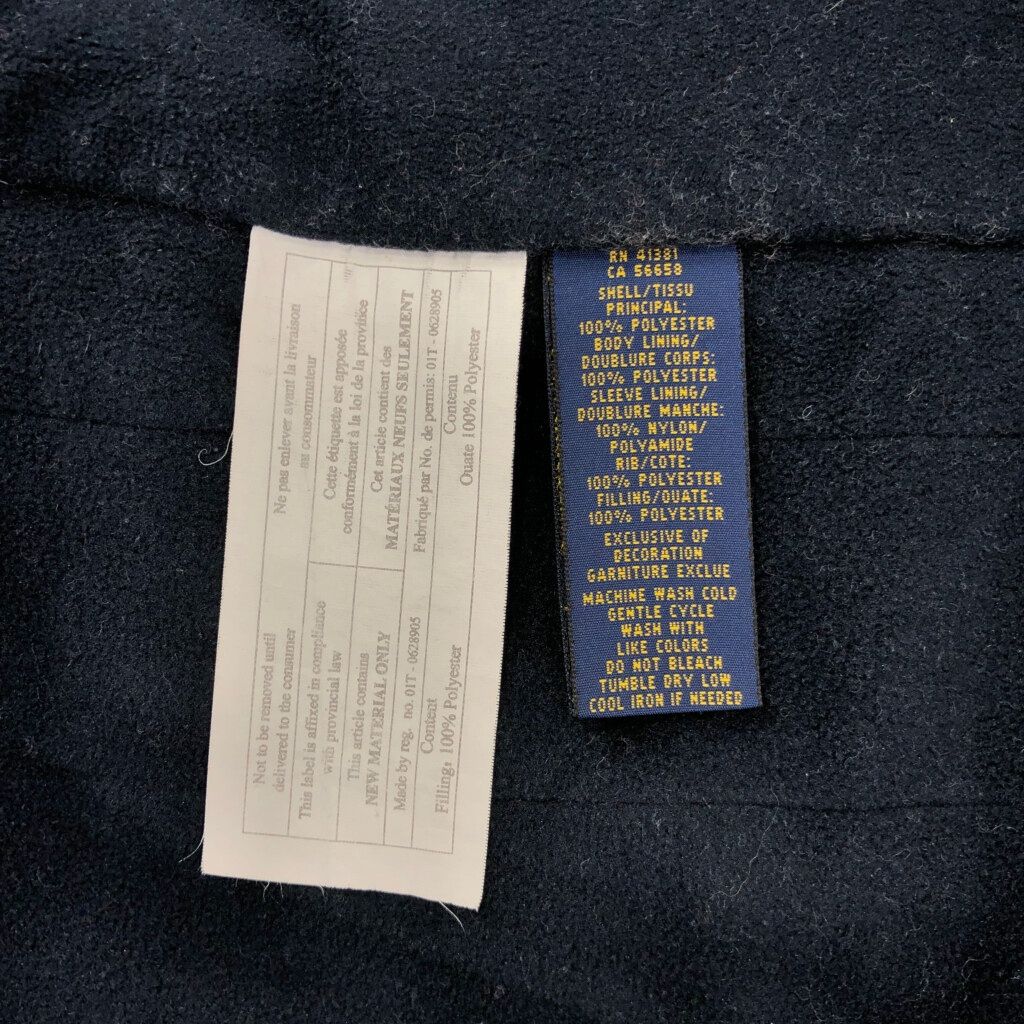 Not to be removed until
delivered to the consumer
Ne pas enlever avant la livraison
au consommateur
This label is affixed in compliance
with provincial law
Cette étiquette est apposée
conformément à la loi de la province
This article contains
NEW MATERIAL ONLY
Cet article contient des
MATÉRIAUX NEUFS SEULEMENT
Made by reg. no. 01T - 0628905
Fabriqué par No. de permis: 01T - 0628905
Content
Contenu
Filling: 100% Polyester
Ouate 100% Polyester
RN 41381
CA 56658
SHELL/TISSU
PRINCIPAL:
100% POLYESTER
BODY LINING/
DOUBLURE CORPS:
100% POLYESTER
SLEEVE LINING/
DOUBLURE MANCHE:
100% NYLON/
POLYAMIDE
RIB/COTE:
100% POLYESTER
FILLING/OUATE:
100% POLYESTER
EXCLUSIVE OF
DECORATION
GARNITURE EXCLUE
MACHINE WASH COLD
GENTLE CYCLE
WASH WITH
LIKE COLORS
DO NOT BLEACH
TUMBLE DRY LOW
COOL IRON IF NEEDED